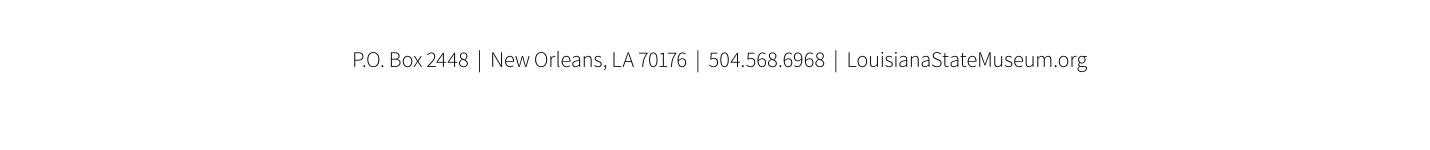 P.O. Box 2448 | New Orleans, LA 70176 | 504.568.6968 | LouisianaStateMuseum.org